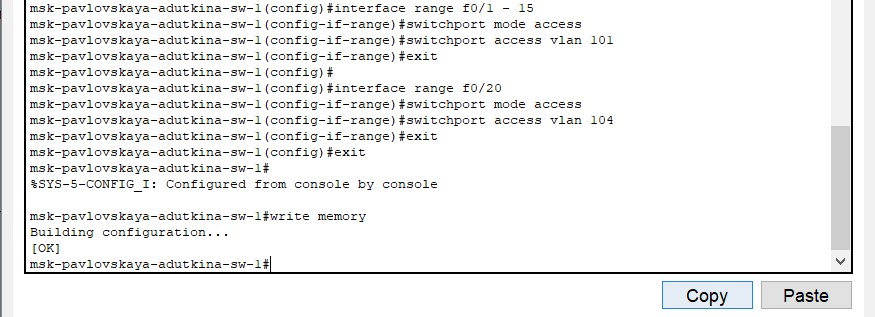 msk-pavlovskaya-adutkina-sw-1(config)#interface range f0/1 - 15
msk-pavlovskaya-adutkina-sw-1(config-if-range)#switchport mode access
msk-pavlovskaya-adutkina-sw-1(config-if-range)#switchport access vlan 101
msk-pavlovskaya-adutkina-sw-1(config-if-range)#exit
msk-pavlovskaya-adutkina-sw-1(config)#
msk-pavlovskaya-adutkina-sw-1(config)#interface range f0/20
msk-pavlovskaya-adutkina-sw-1(config-if-range)#switchport mode access
msk-pavlovskaya-adutkina-sw-1(config-if-range)#switchport access vlan 104
msk-pavlovskaya-adutkina-sw-1(config-if-range)#exit
msk-pavlovskaya-adutkina-sw-1(config)#exit
msk-pavlovskaya-adutkina-sw-1#
%SYS-5-CONFIG_I: Configured from console by console
msk-pavlovskaya-adutkina-sw-1#write memory
Building configuration...
[OK]
msk-pavlovskaya-adutkina-sw-1#
Copy Paste